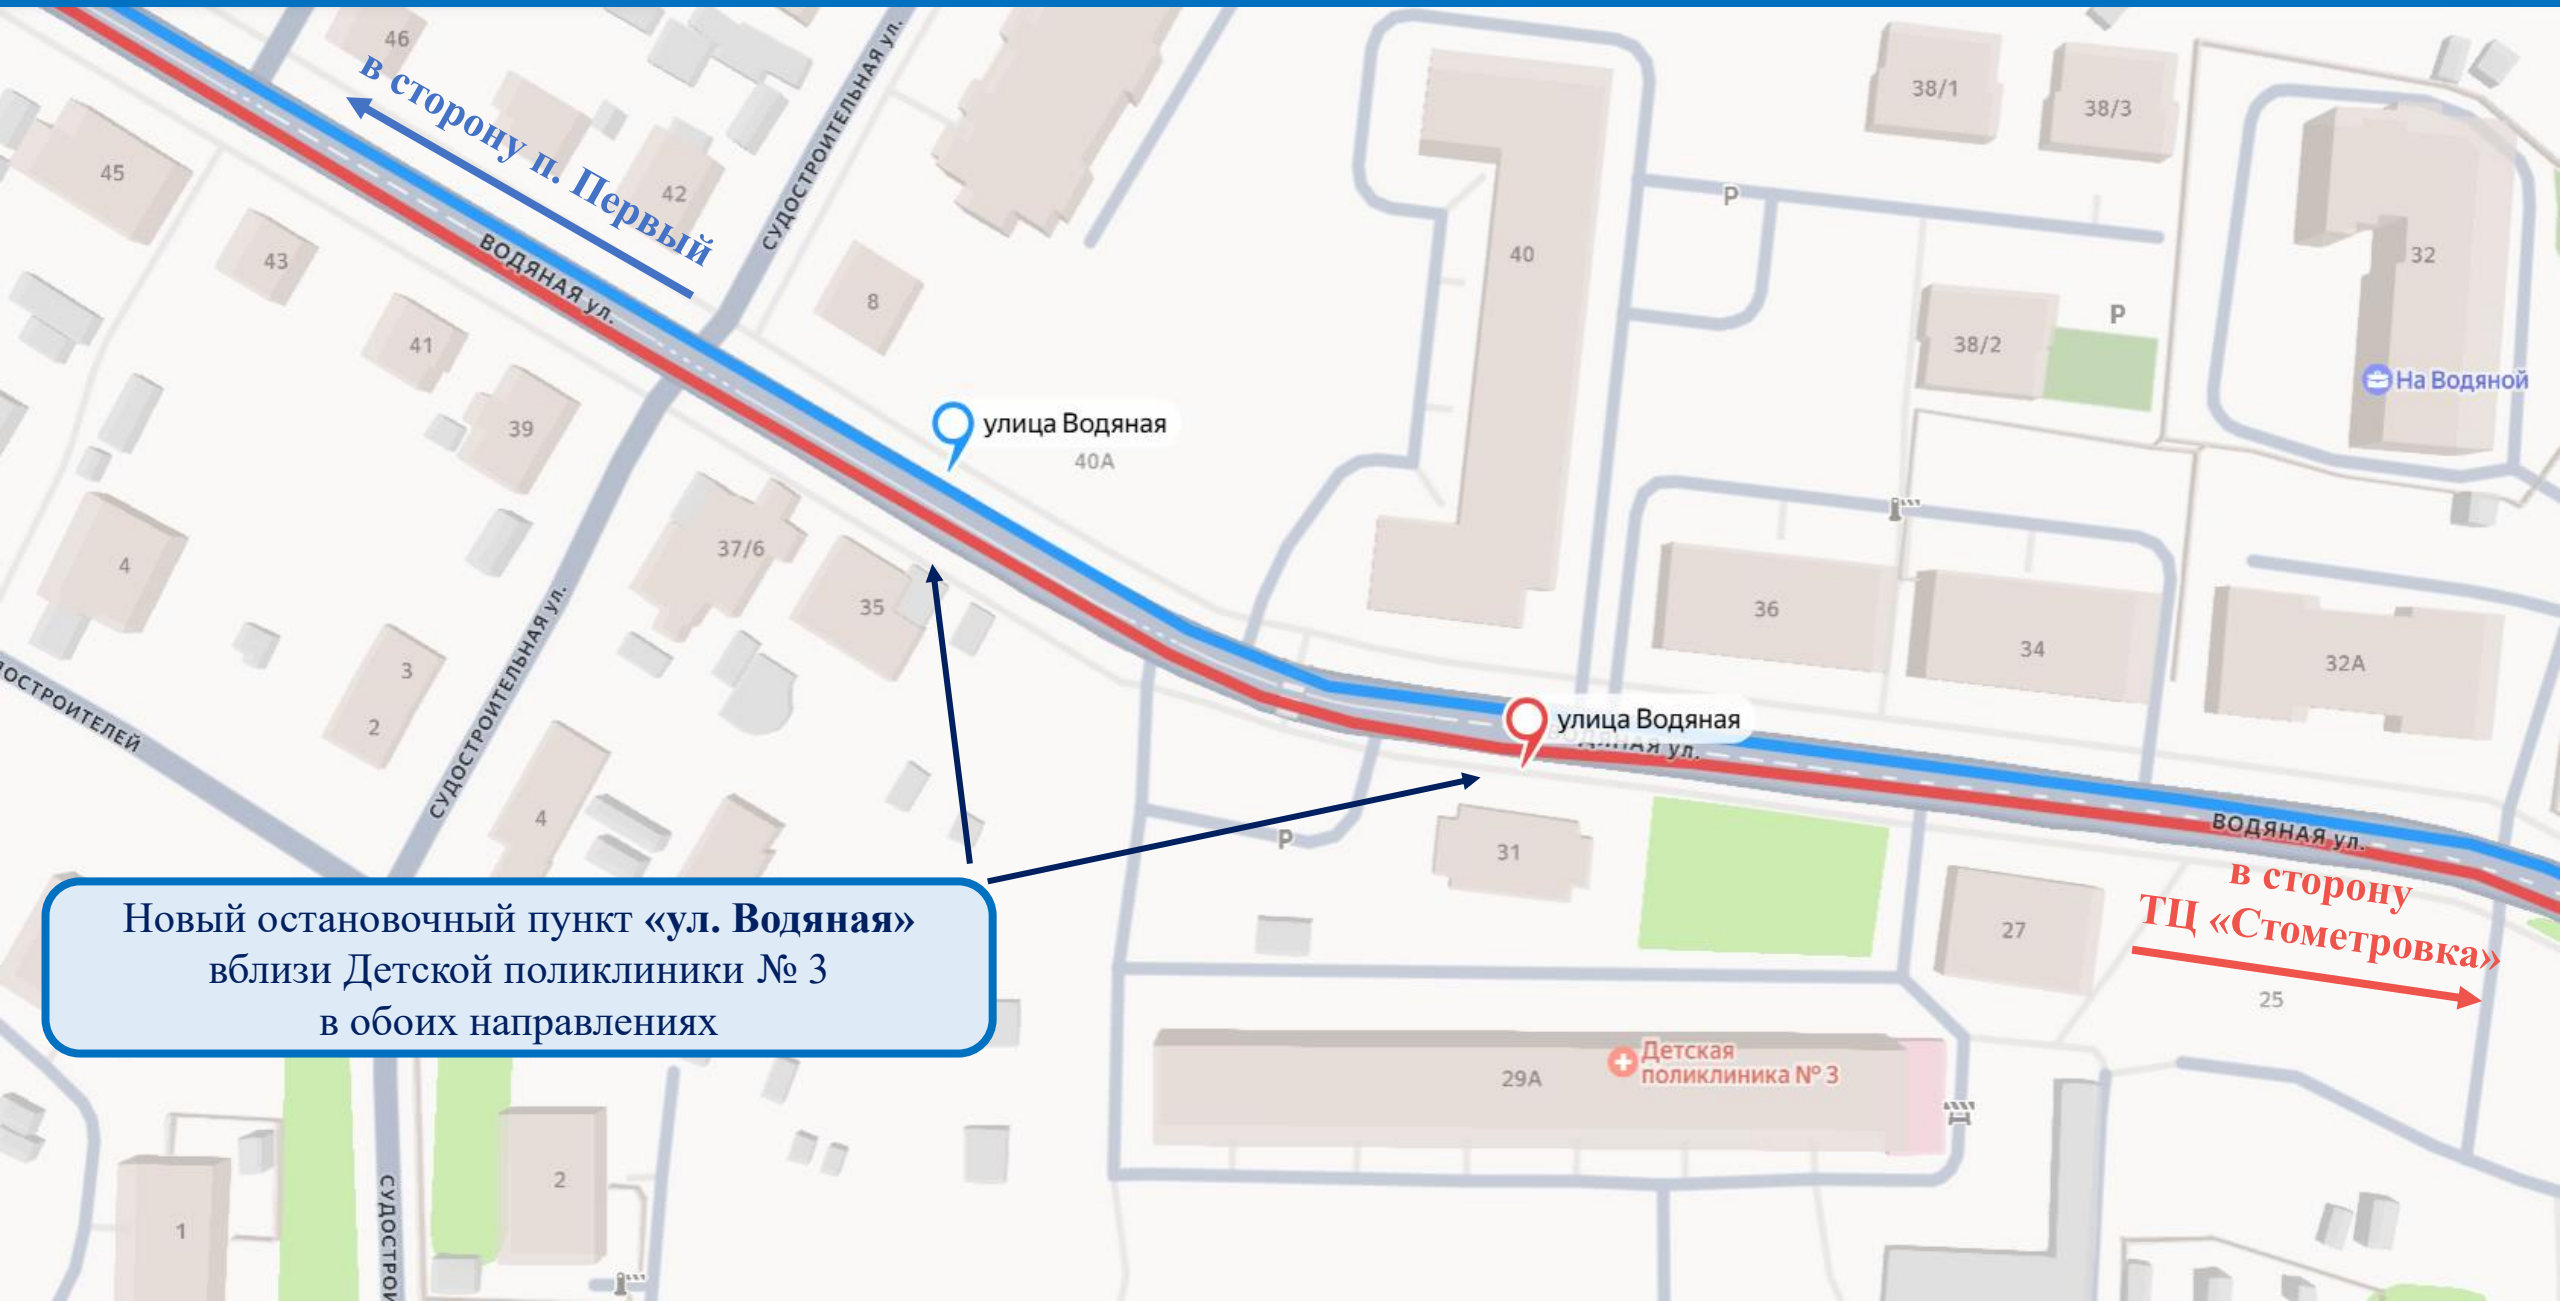 46
в сторону п. Первый
45
42
43
41
39
8
СУДОСТРОИТЕЛЬНАЯ ул.
ВОДЯНАЯ ул.
улица Водяная
40А
40
38/1
38/3
P
32
38/2
P
На Водяной
37/6
35
4
3
2
СУДОСТРОИТЕЛЬНАЯ ул.
4
36
34
32А
улица Водяная
ВОДЯНАЯ ул.
ВОДЯНАЯ ул.
P
31
27
25
в сторону
ТЦ «Стометровка»
Новый остановочный пункт «ул. Водяная»
вблизи Детской поликлиники № 3
в обоих направлениях
29А
Детская
поликлиника № 3
2
1